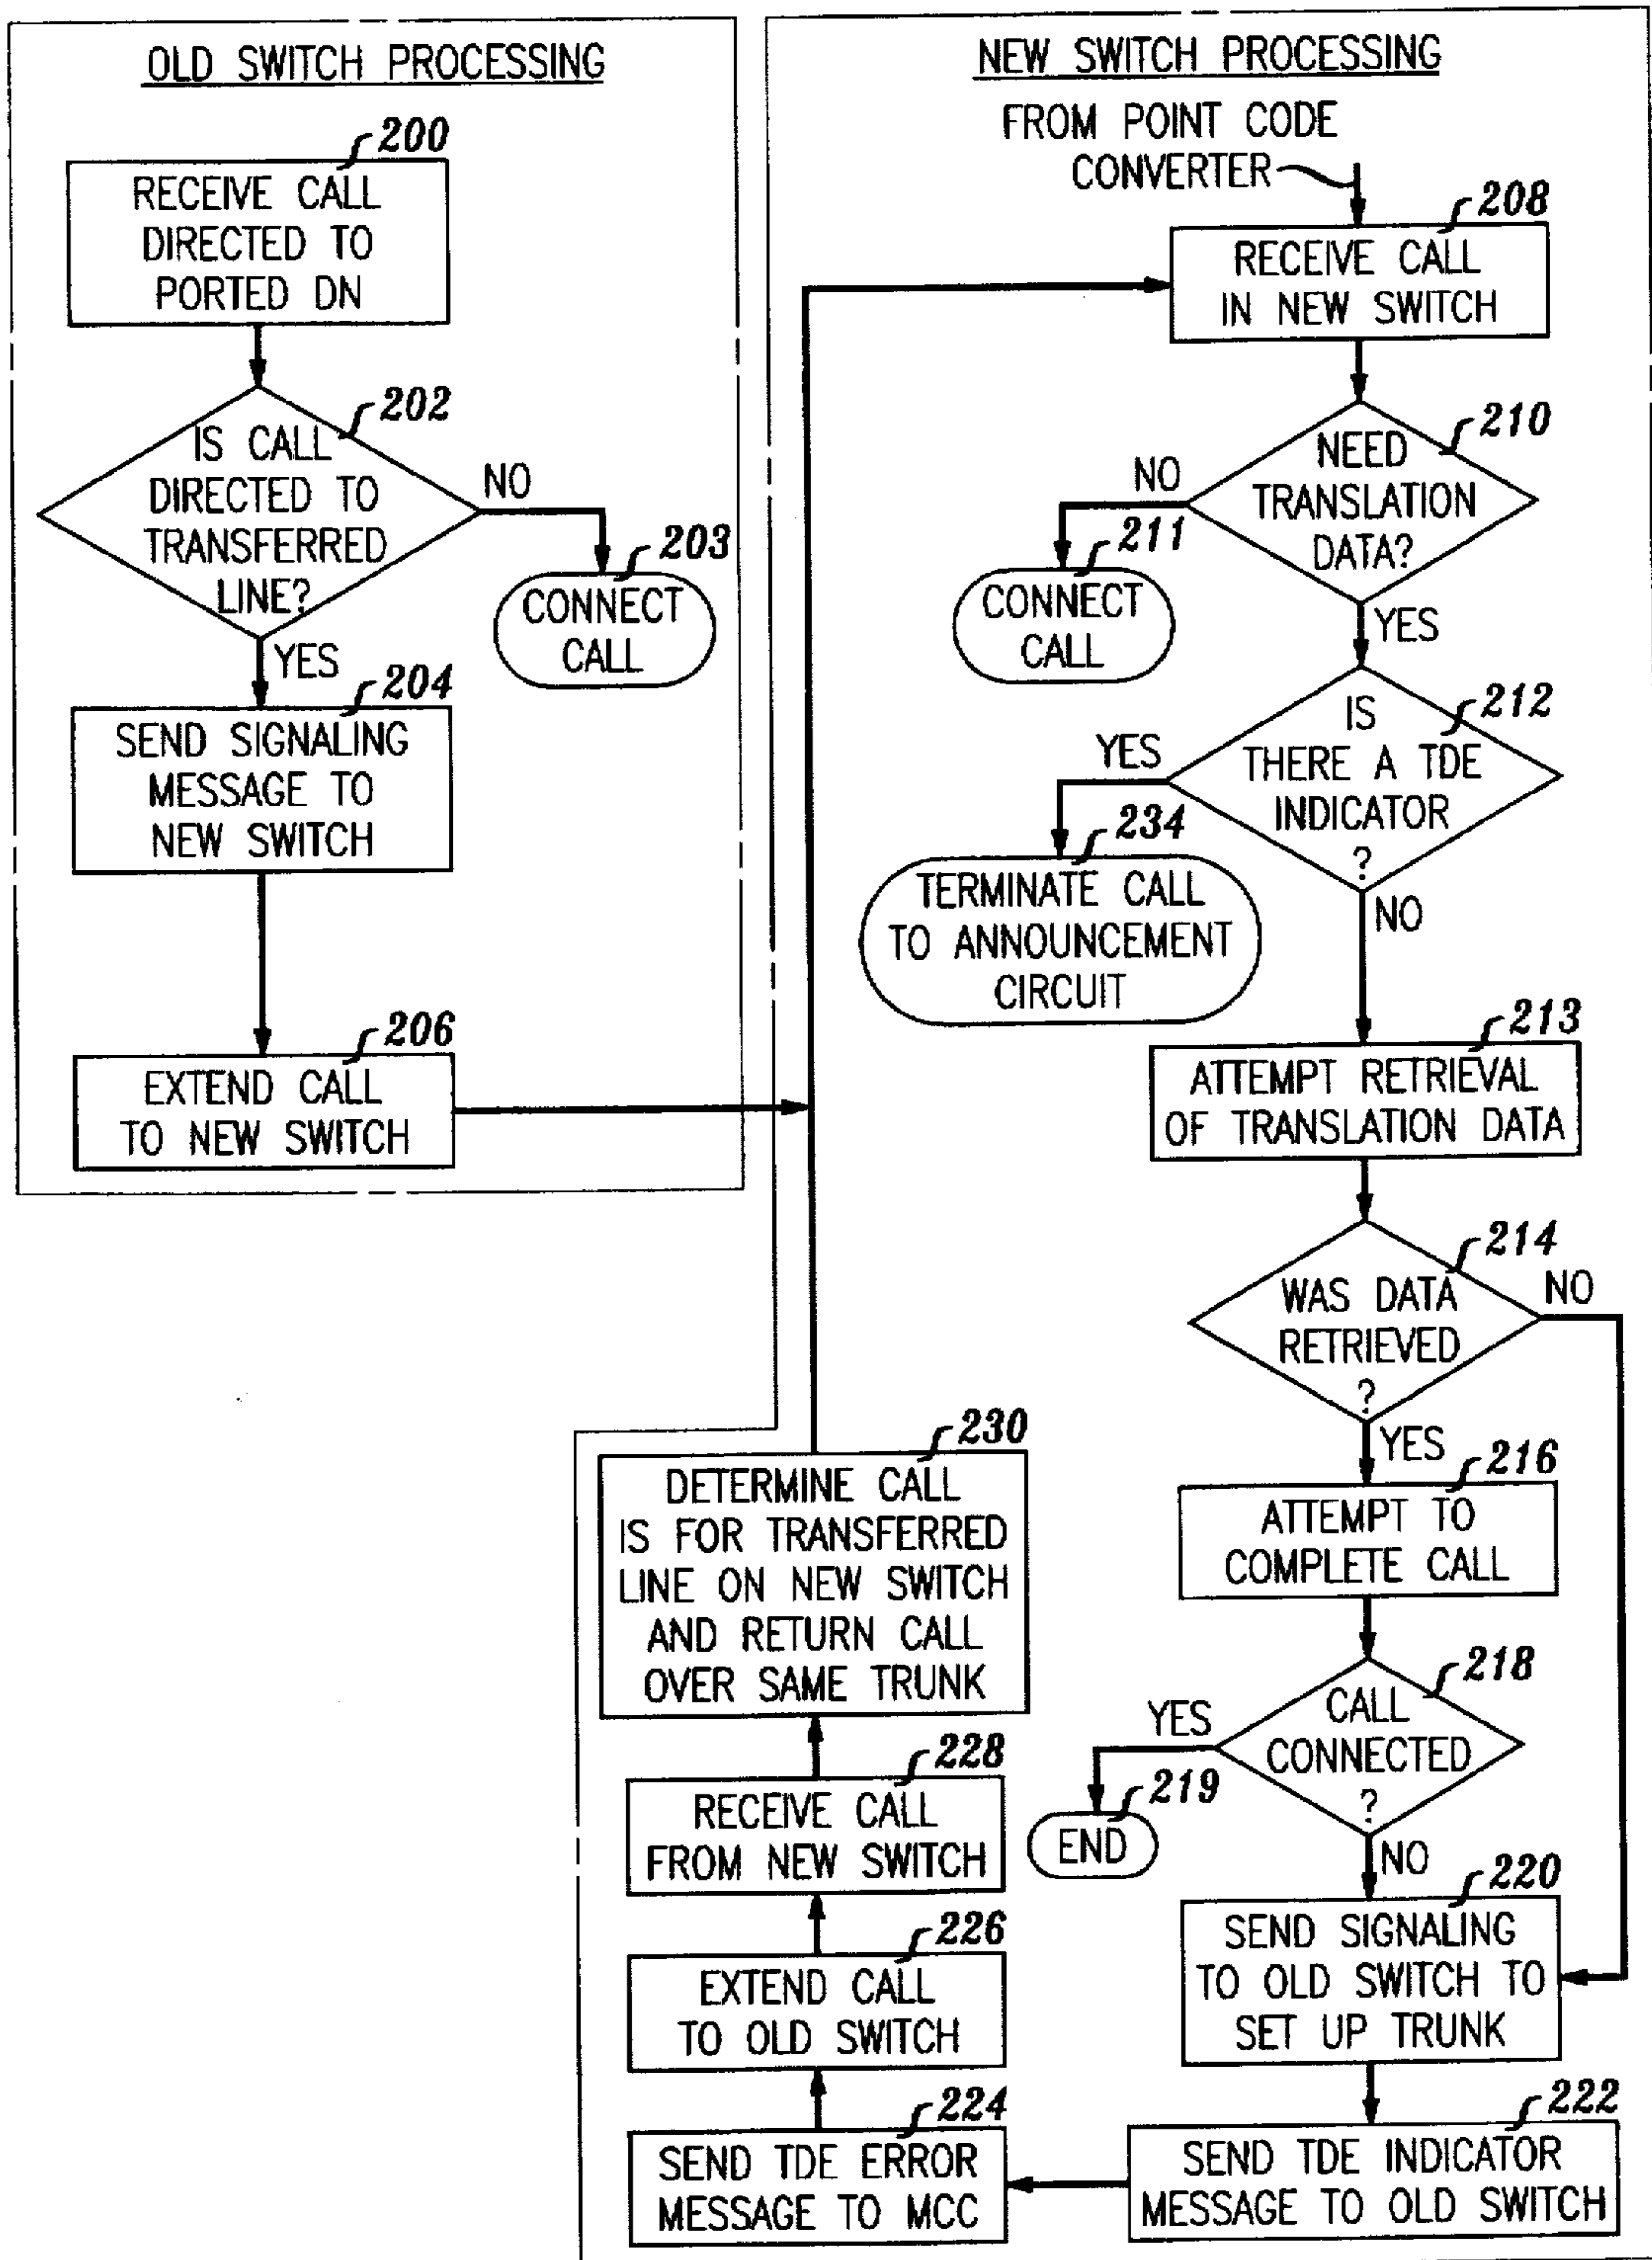 OLD SWITCH PROCESSING
200
RECEIVE CALL
DIRECTED TO
PORTED DN
202
IS CALL
DIRECTED TO
TRANSFERRED
LINE?
NO
203
CONNECT
CALL
YES
204
SEND SIGNALING
MESSAGE TO
NEW SWITCH
206
EXTEND CALL
TO NEW SWITCH
NEW SWITCH PROCESSING
FROM POINT CODE
CONVERTER
208
RECEIVE CALL
IN NEW SWITCH
210
NEED
TRANSLATION
DATA?
NO
211
CONNECT
CALL
YES
212
IS
THERE A TDE
INDICATOR
?
YES
234
TERMINATE CALL
TO ANNOUNCEMENT
CIRCUIT
NO
213
ATTEMPT RETRIEVAL
OF TRANSLATION DATA
214
WAS DATA
RETRIEVED
?
NO
YES
216
ATTEMPT TO
COMPLETE CALL
218
CALL
CONNECTED
?
YES
219
END
NO
220
SEND SIGNALING
TO OLD SWITCH TO
SET UP TRUNK
222
SEND TDE INDICATOR
MESSAGE TO OLD SWITCH
224
SEND TDE ERROR
MESSAGE TO MCC
226
EXTEND CALL
TO OLD SWITCH
228
RECEIVE CALL
FROM NEW SWITCH
230
DETERMINE CALL
IS FOR TRANSFERRED
LINE ON NEW SWITCH
AND RETURN CALL
OVER SAME TRUNK